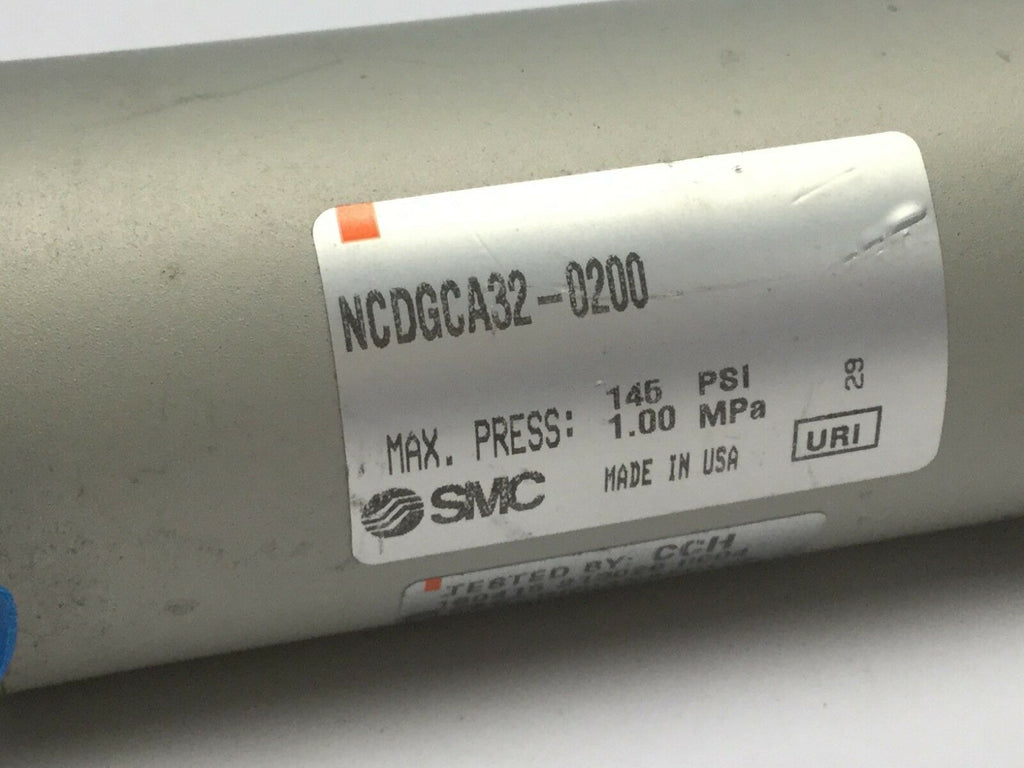 NCDGCA32-0200
MAX. PRESS: 145 PSI
1.00 MPa
29
URI
SMC
MADE IN USA
TESTED BY: CCH